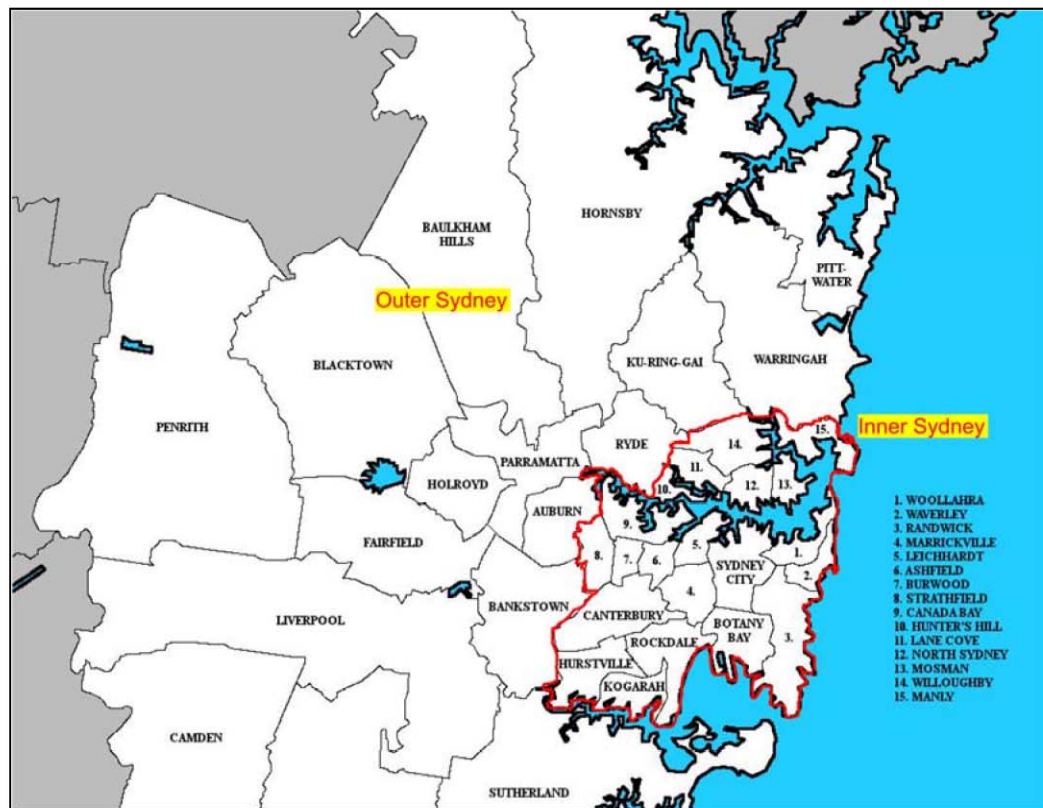 HORNSBY
BAULKHAM
HILLS
PITT-
WATER
Outer Sydney
BLACKTOWN
KU-RING-GAI
WARRINGAH
PENRITH
Inner Sydney
RYDE
15.
14.
PARRAMATTA
11.
HOLROYD
12.
13.
10.
AUBURN
9.
FAIRFIELD
5.
1.
8.
7.
6.
SYDNEY
CITY
2.
4.
BANKSTOWN
CANTERBURY
LIVERPOOL
BOTANY
BAY
3.
ROCKDALE
HURSTVILLE
KOGARAH
CAMDEN
SUTHERLAND
1. WOOLLAHRA
2. WAVERLEY
3. RANDWICK
4. MARRICKVILLE
5. LEICHHARDT
6. ASHFIELD
7. BURWOOD
8. STRATHFIELD
9. CANADA BAY
10. HUNTER'S HILL
11. LANE COVE
12. NORTH SYDNEY
13. MOSMAN
14. WILLOUGHBY
15. MANLY